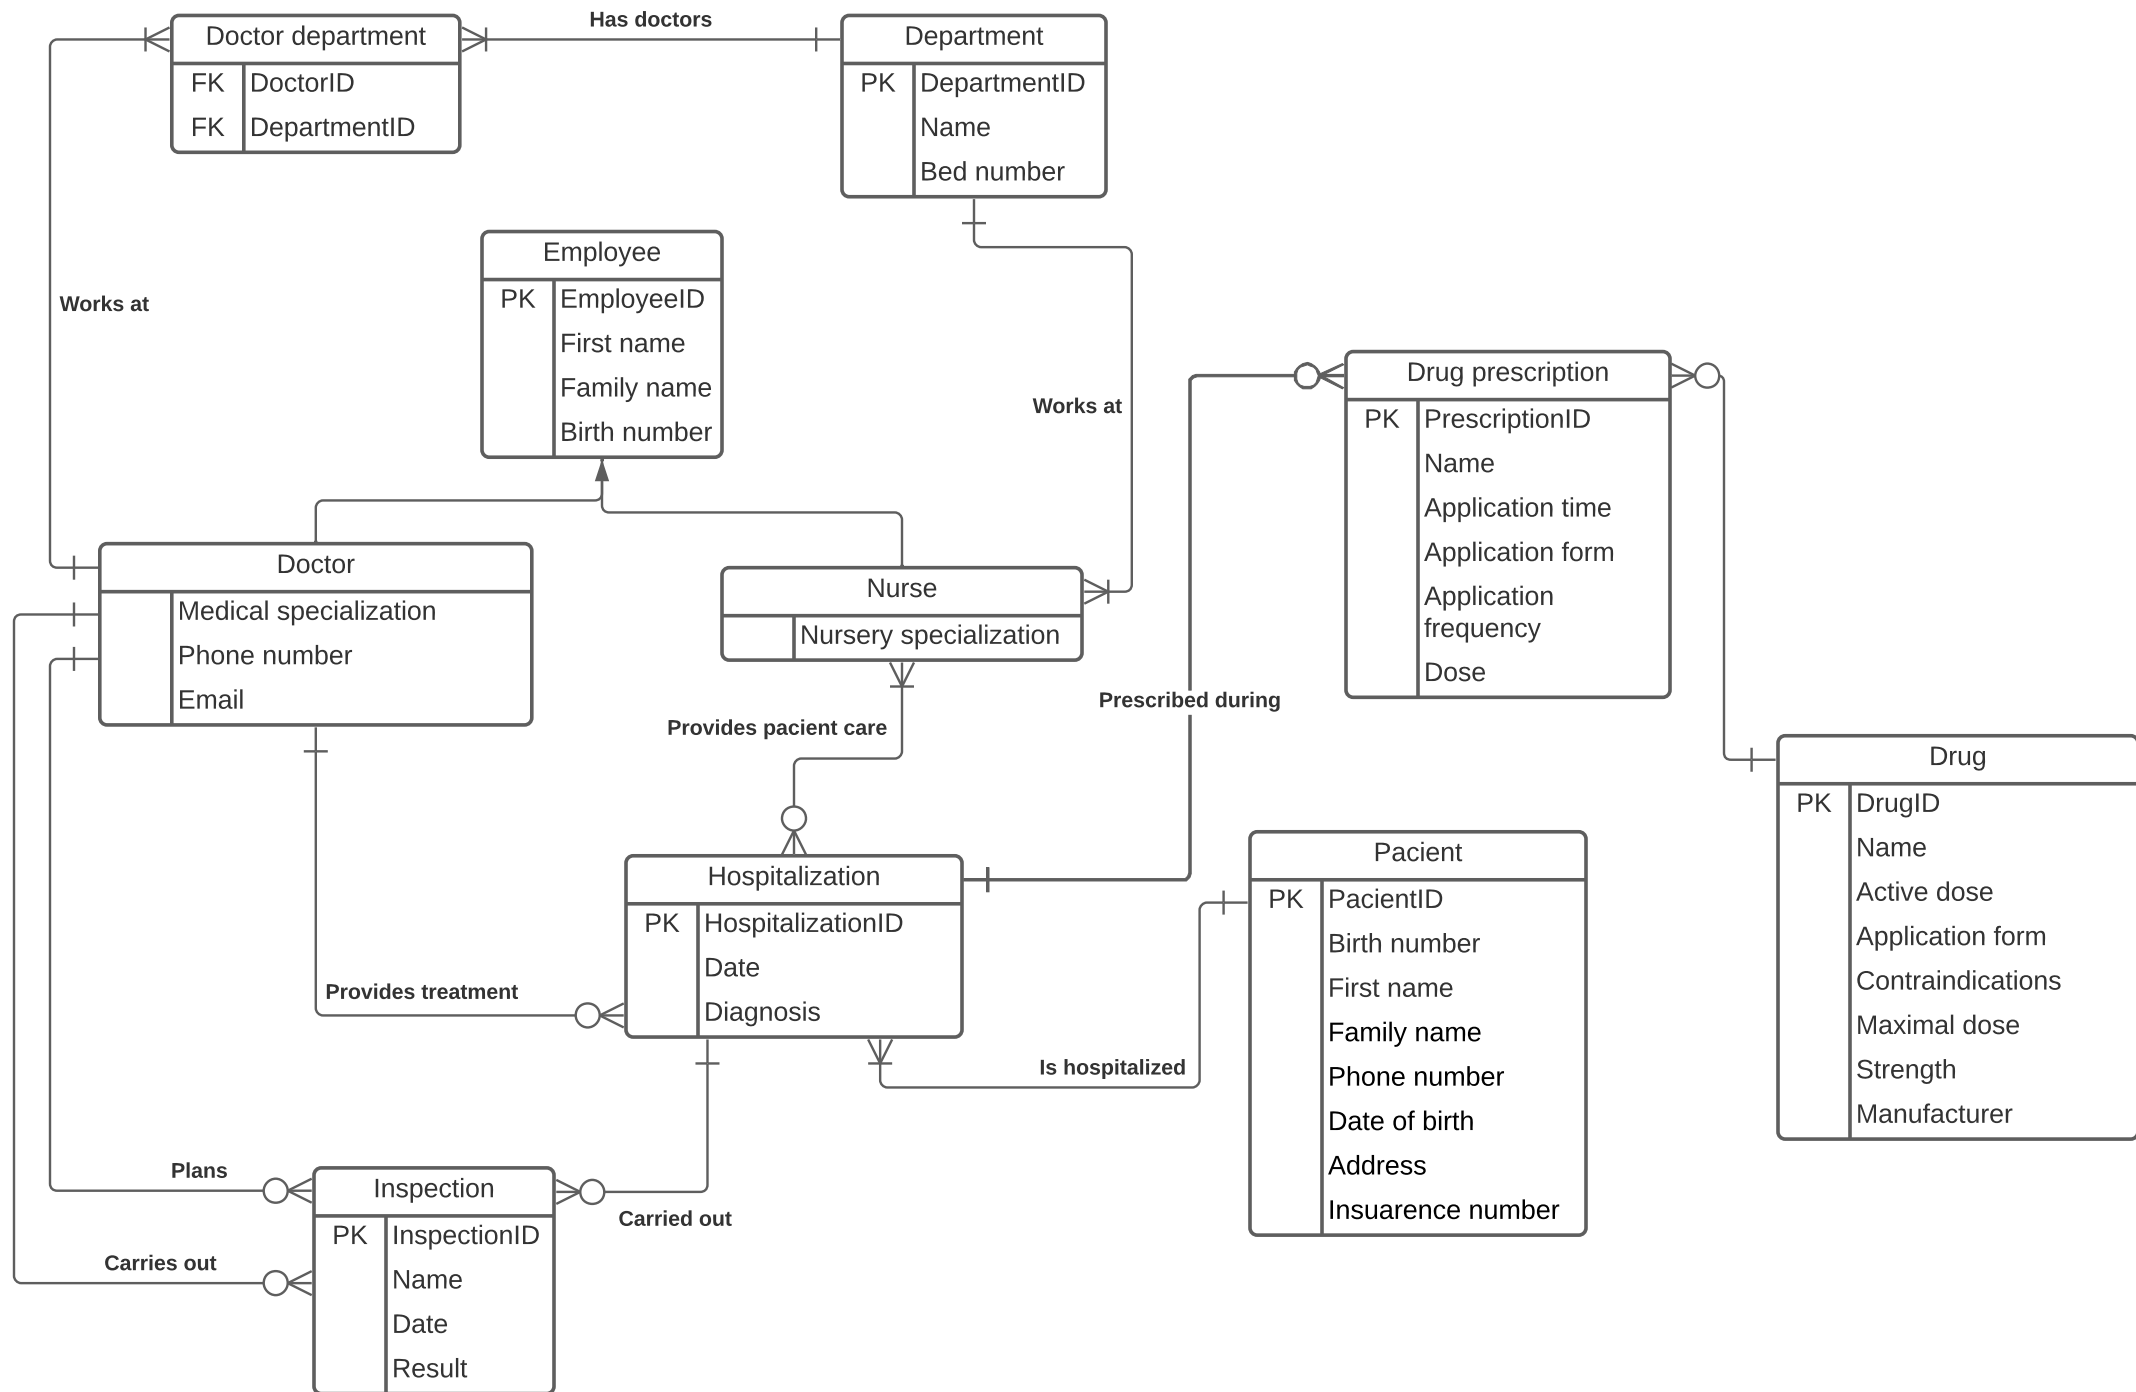 Has doctors
Doctor department
FK DoctorID
FK DepartmentID
Department
PK DepartmentID
Name
Bed number
Employee
PK EmployeeID
First name
Family name
Birth number
Works at
Works at
Drug prescription
PK PrescriptionID
Name
Application time
Application form
Application
frequency
Dose
Doctor
Medical specialization
Phone number
Email
Nurse
Nursery specialization
Provides pacient care
Prescribed during
Drug
PK DrugID
Name
Active dose
Application form
Contraindications
Maximal dose
Strength
Manufacturer
Hospitalization
PK HospitalizationID
Date
Diagnosis
Pacient
PK PacientID
Birth number
First name
Family name
Phone number
Date of birth
Address
Insuarence number
Provides treatment
Is hospitalized
Plans
Carries out
Inspection
PK InspectionID
Name
Date
Result
Carried out